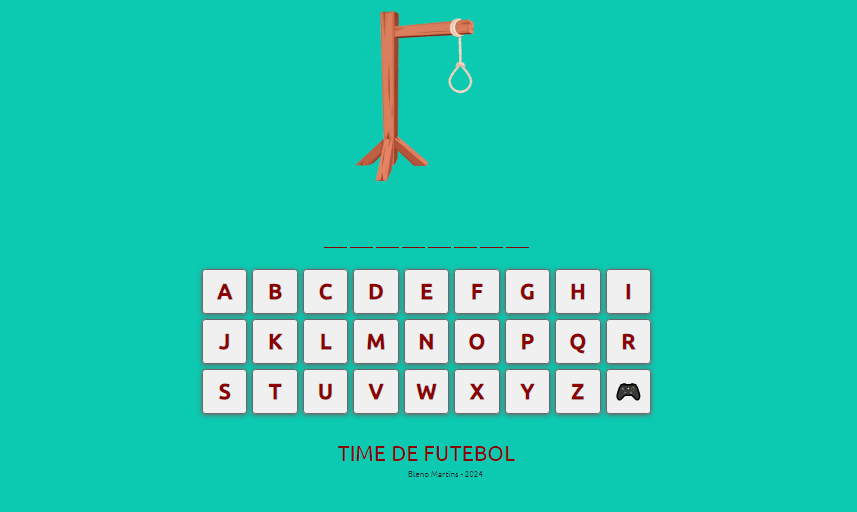 A B C D E F G H I
J K L M N O P Q R
S T U V W X Y Z
TIME DE FUTEBOL
Bleno Martins - 2024